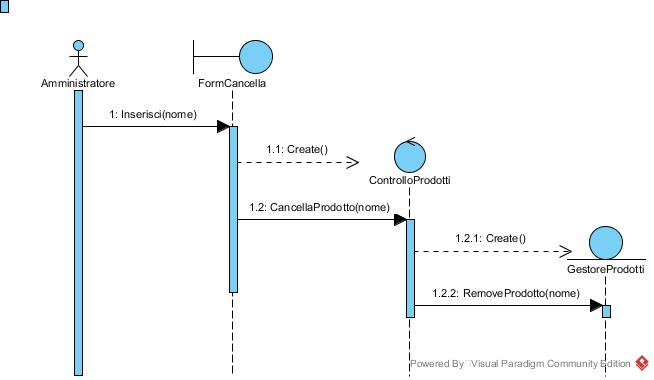 Amministratore
FormCancella
1: Inserisci(nome)
1.1: Create()
ControlloProdotti
1.2: CancellaProdotto(nome)
1.2.1: Create()
GestoreProdotti
1.2.2: RemoveProdotto(nome)
Powered By Visual Paradigm Community Edition